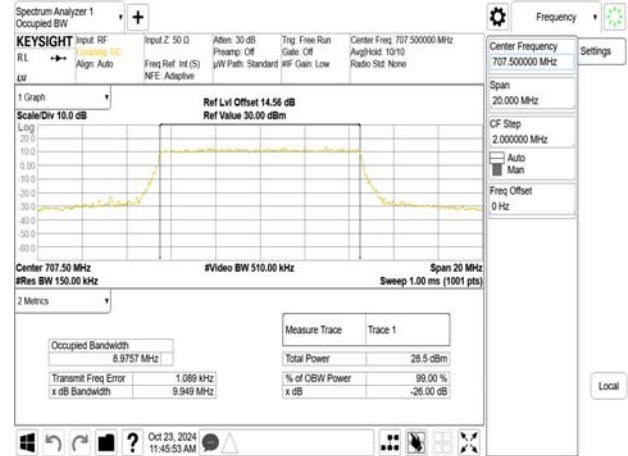 Spectrum Analyzer 1
Occupied BW
Frequency
KEYSIGHT
RL
Input: RF
Coupling: DC
Align: Auto
Input Z: 50 Ω
Freq Ref: Int (S)
NFE: Adaptive
Atten: 30 dB
Preamp: Off
µW Path: Standard
Trig: Free Run
Gate: Off
#IF Gain: Low
Center Freq: 707.500000 MHz
Avg|Hold: 10/10
Radio Std: None
Center Frequency
707.500000 MHz
Settings
Span
20.000 MHz
CF Step
2.000000 MHz
Auto
Man
Freq Offset
0 Hz
Local
1 Graph
Scale/Div 10.0 dB
Ref Lvl Offset 14.56 dB
Ref Value 30.00 dBm
Log
20.0
10.0
0.00
-10.0
-20.0
-30.0
-40.0
-50.0
-60.0
Center 707.50 MHz
#Video BW 510.00 kHz
Span 20 MHz
#Res BW 150.00 kHz
Sweep 1.00 ms (1001 pts)
2 Metrics
Measure Trace
Trace 1
Occupied Bandwidth
8.9757 MHz
Total Power
28.5 dBm
Transmit Freq Error
1.089 kHz
% of OBW Power
99.00 %
x dB Bandwidth
9.949 MHz
x dB
-26.00 dB
?
Oct 23, 2024
11:45:53 AM